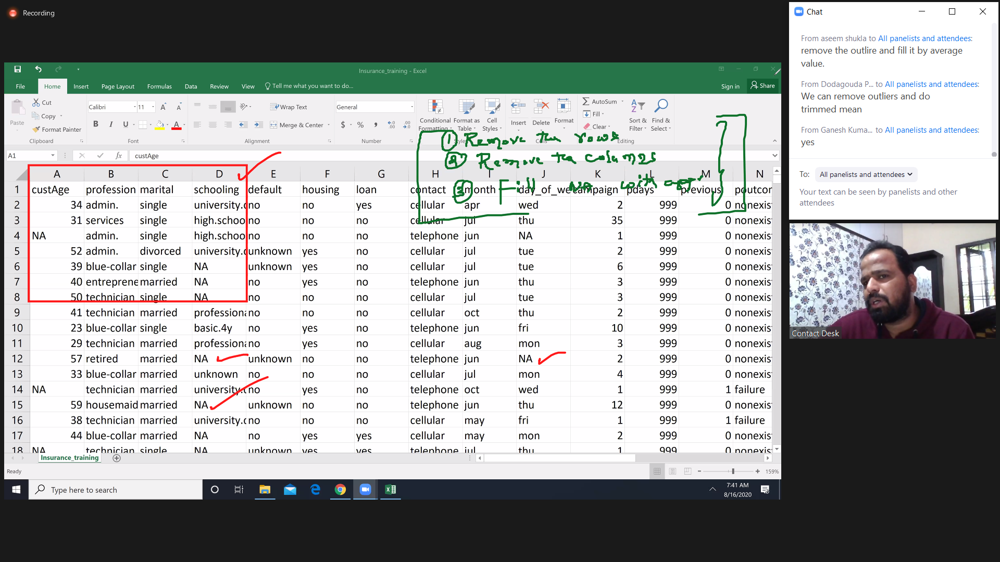 Recording
Insurance_training - Excel
File Home Insert Page Layout Formulas Data Review View Tell me what you want to do... Sign in Share
Paste Cut Copy Format Painter Clipboard
Calibri 11 B I U A Font
Wrap Text Merge & Center Alignment
General $ % , Number
Conditional Formatting Format as Table Cell Styles Styles
Insert Delete Format Cells
AutoSum Fill Clear Sort & Filter Find & Select Editing
① Remove the rows
② Remove the columns
③ Fill NA with
A1 fx custAge
A B C D E F G H I J K L M N
1 custAge profession marital schooling default housing loan contact month day_of_we campaign pdays previous poutcor
2 34 admin. single university. no no yes cellular apr wed 2 999 0 nonexis
3 31 services single high.schoo no no no cellular jul thu 35 999 0 nonexis
4 NA admin. single high.schoo no no no telephone jun NA 1 999 0 nonexis
5 52 admin. divorced university. unknown yes no cellular jul tue 2 999 0 nonexis
6 39 blue-collar single NA unknown yes no cellular jul tue 6 999 0 nonexis
7 40 entreprene married NA no yes no telephone jun thu 3 999 0 nonexis
8 50 technician single NA no no no cellular jul tue 3 999 0 nonexis
9 41 technician married professiona no no no cellular oct thu 2 999 0 nonexis
10 23 blue-collar single basic.4y no yes no telephone jun fri 10 999 0 nonexis
11 29 technician married professiona no yes no cellular aug mon 3 999 0 nonexis
12 57 retired married NA unknown no no telephone jun NA 2 999 0 nonexis
13 33 blue-collar married unknown no no no cellular jul mon 4 999 0 nonexis
14 NA technician married university. no yes no telephone oct wed 1 999 1 failure
15 59 housemaid married NA unknown no no telephone jun thu 12 999 0 nonexis
16 38 technician married university. no no no cellular may fri 1 999 1 failure
17 44 blue-collar married NA no yes yes cellular may mon 2 999 0 nonexis
18 NA technician single NA unknown yes yes telephone jul thu 1 999 0 nonexis
Insurance_training
Ready 159%
Type here to search
7:41 AM
8/16/2020
Chat
From aseem shukla to All panelists and attendees:
remove the outlire and fill it by average
value.
From Dodagouda P... to All panelists and attendees:
We can remove outliers and do
trimmed mean
From Ganesh Kuma... to All panelists and attendees:
yes
To: All panelists and attendees
Your text can be seen by panelists and other
attendees
Contact Desk